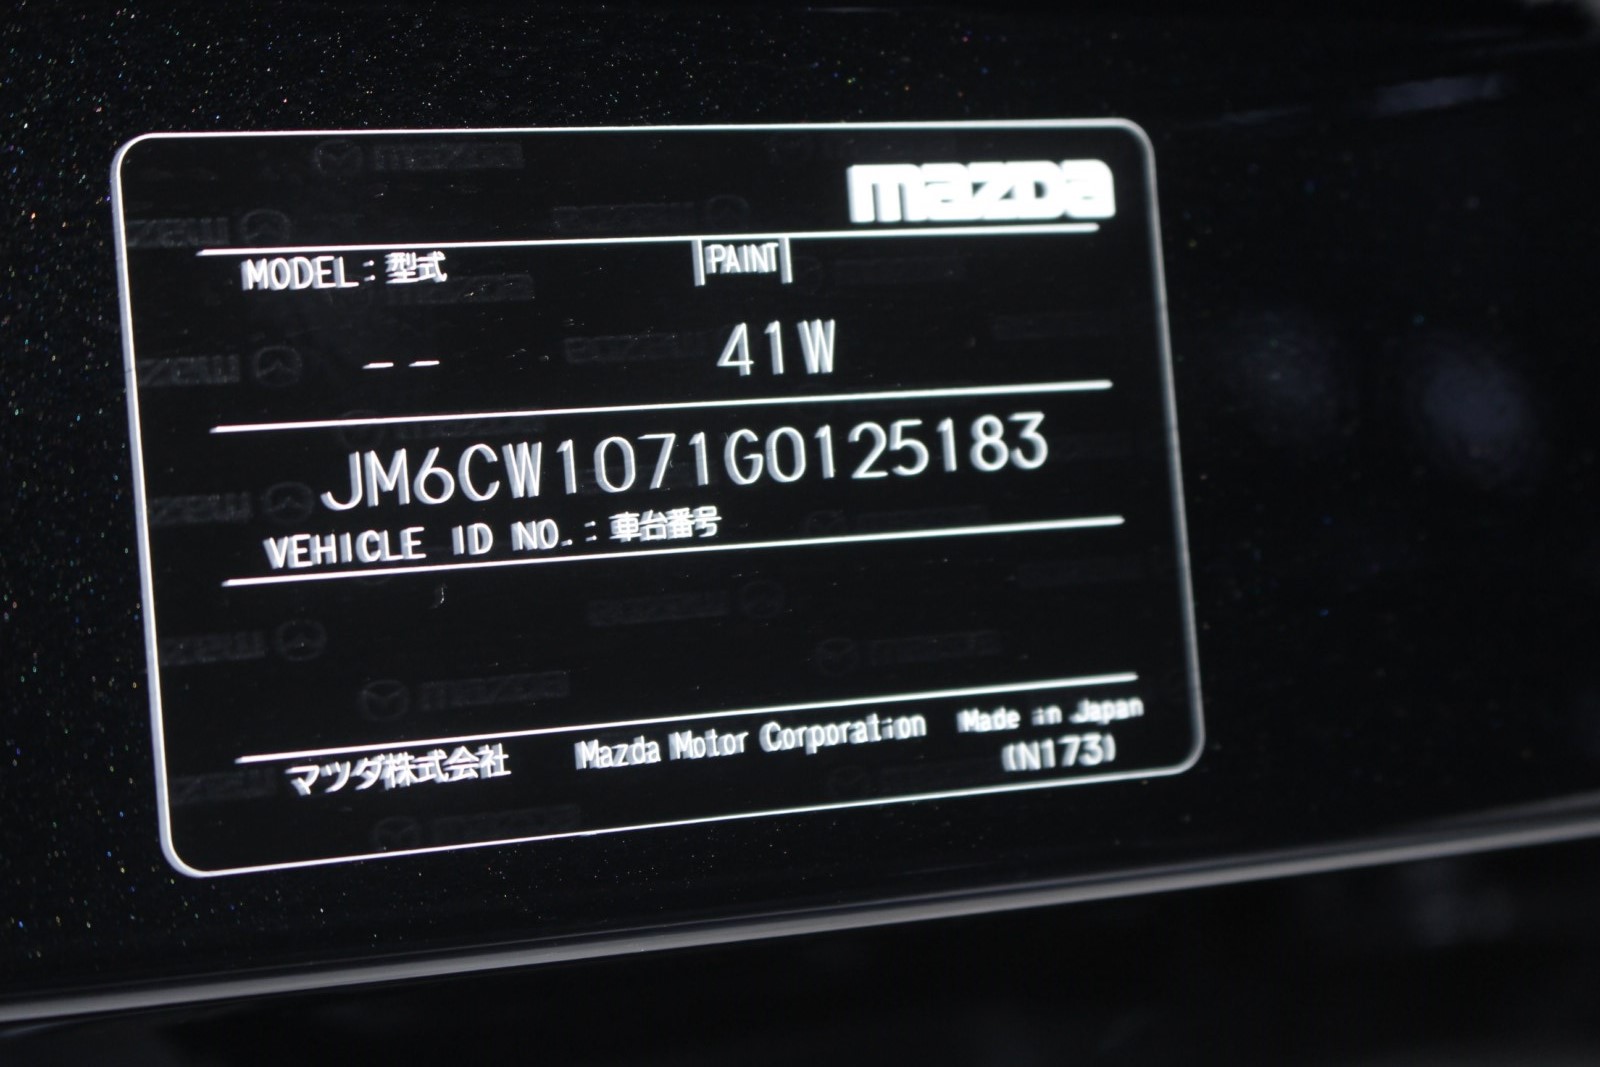 mazda
MODEL : 型式 PAINT
-- 41W
JM6CW1071G0125183
VEHICLE ID NO. : 車台番号
マツダ株式会社 Mazda Motor Corporation Made in Japan
(N173)